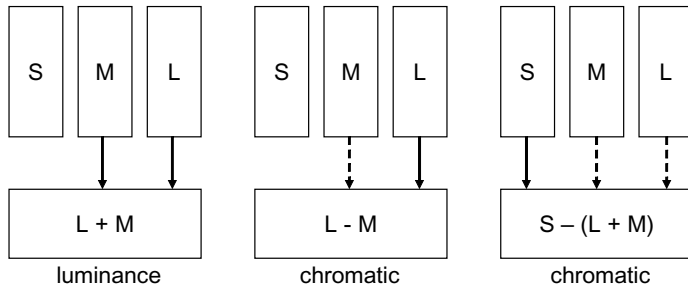 S M L
S M L
S M L
L + M
L - M
S – (L + M)
luminance
chromatic
chromatic